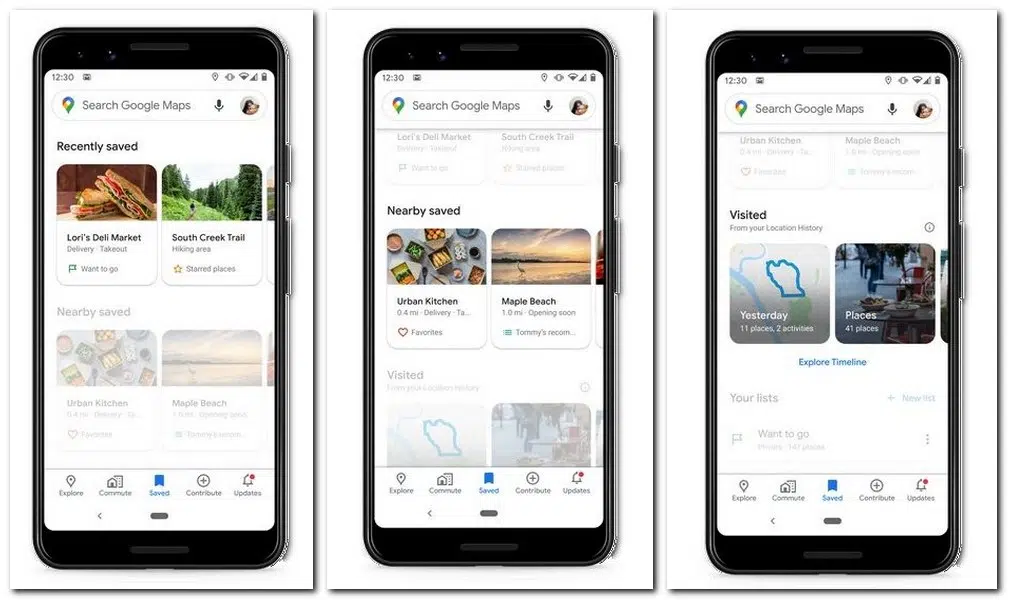 12:30
Search Google Maps
Recently saved
Lori's Deli Market
Delivery · Takeout
Want to go
South Creek Trail
Hiking area
Starred places
Nearby saved
Urban Kitchen
0.4 mi · Delivery · Ta...
Favorites
Maple Beach
1.0 mi · Opening soon
Tommy's recom...
Explore
Commute
Saved
Contribute
Updates
12:30
Search Google Maps
Lori's Deli Market
Delivery · Takeout
Want to go
South Creek Trail
Hiking area
Starred places
Nearby saved
Urban Kitchen
0.4 mi · Delivery · Ta...
Favorites
Maple Beach
1.0 mi · Opening soon
Tommy's recom...
Visited
From your Location History
Explore
Commute
Saved
Contribute
Updates
12:30
Search Google Maps
Urban Kitchen
0.4 mi · Delivery · Ta...
Favorites
Maple Beach
1.0 mi · Opening soon
Tommy's recom...
Visited
From your Location History
Yesterday
11 places, 2 activities
Places
41 places
Explore Timeline
Your lists
+ New list
Want to go
Private · 147 places
Explore
Commute
Saved
Contribute
Updates